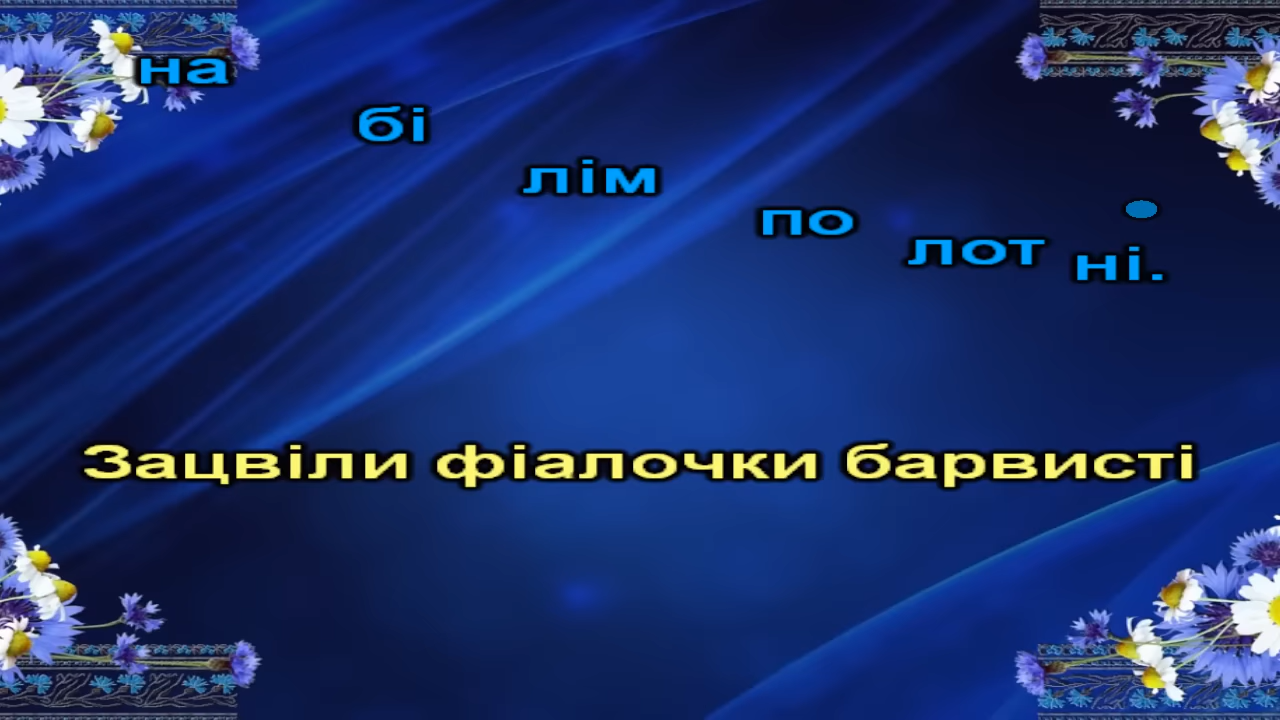 на бі лім по лот ні.
Зацвіли фіалочки барвисті